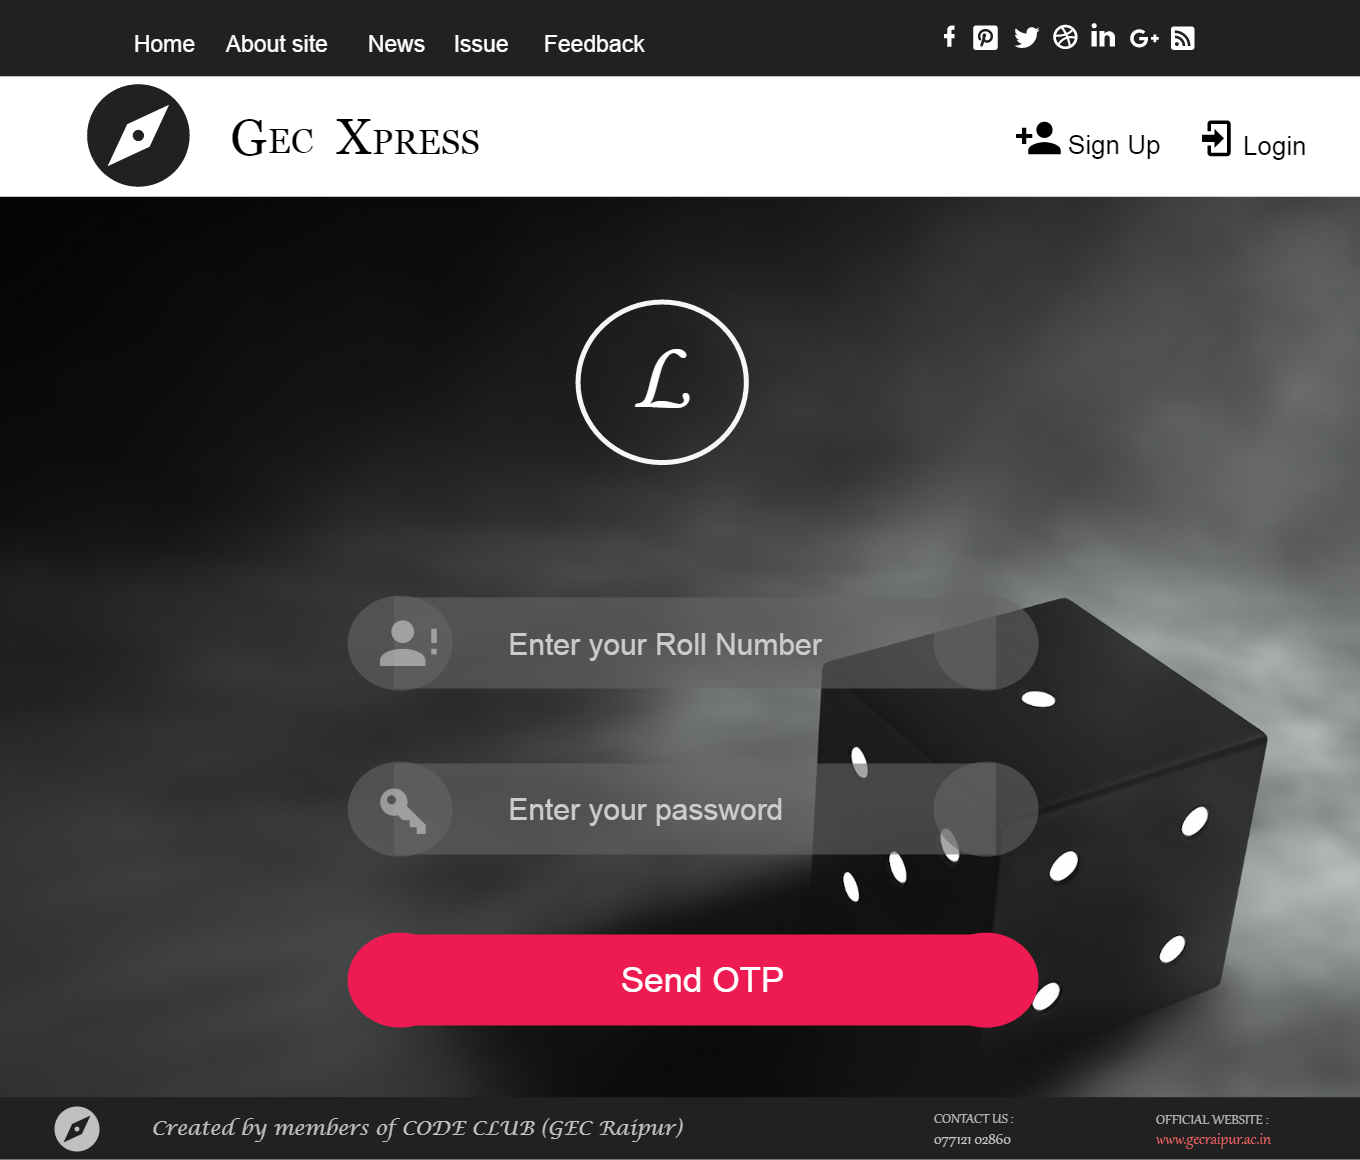 Home About site News Issue Feedback
Gec Xpress
Sign Up Login
L
Enter your Roll Number
Enter your password
Send OTP
Created by members of CODE CLUB (GEC Raipur)
CONTACT US :
077121 02860
OFFICIAL WEBSITE :
www.gecraipur.ac.in